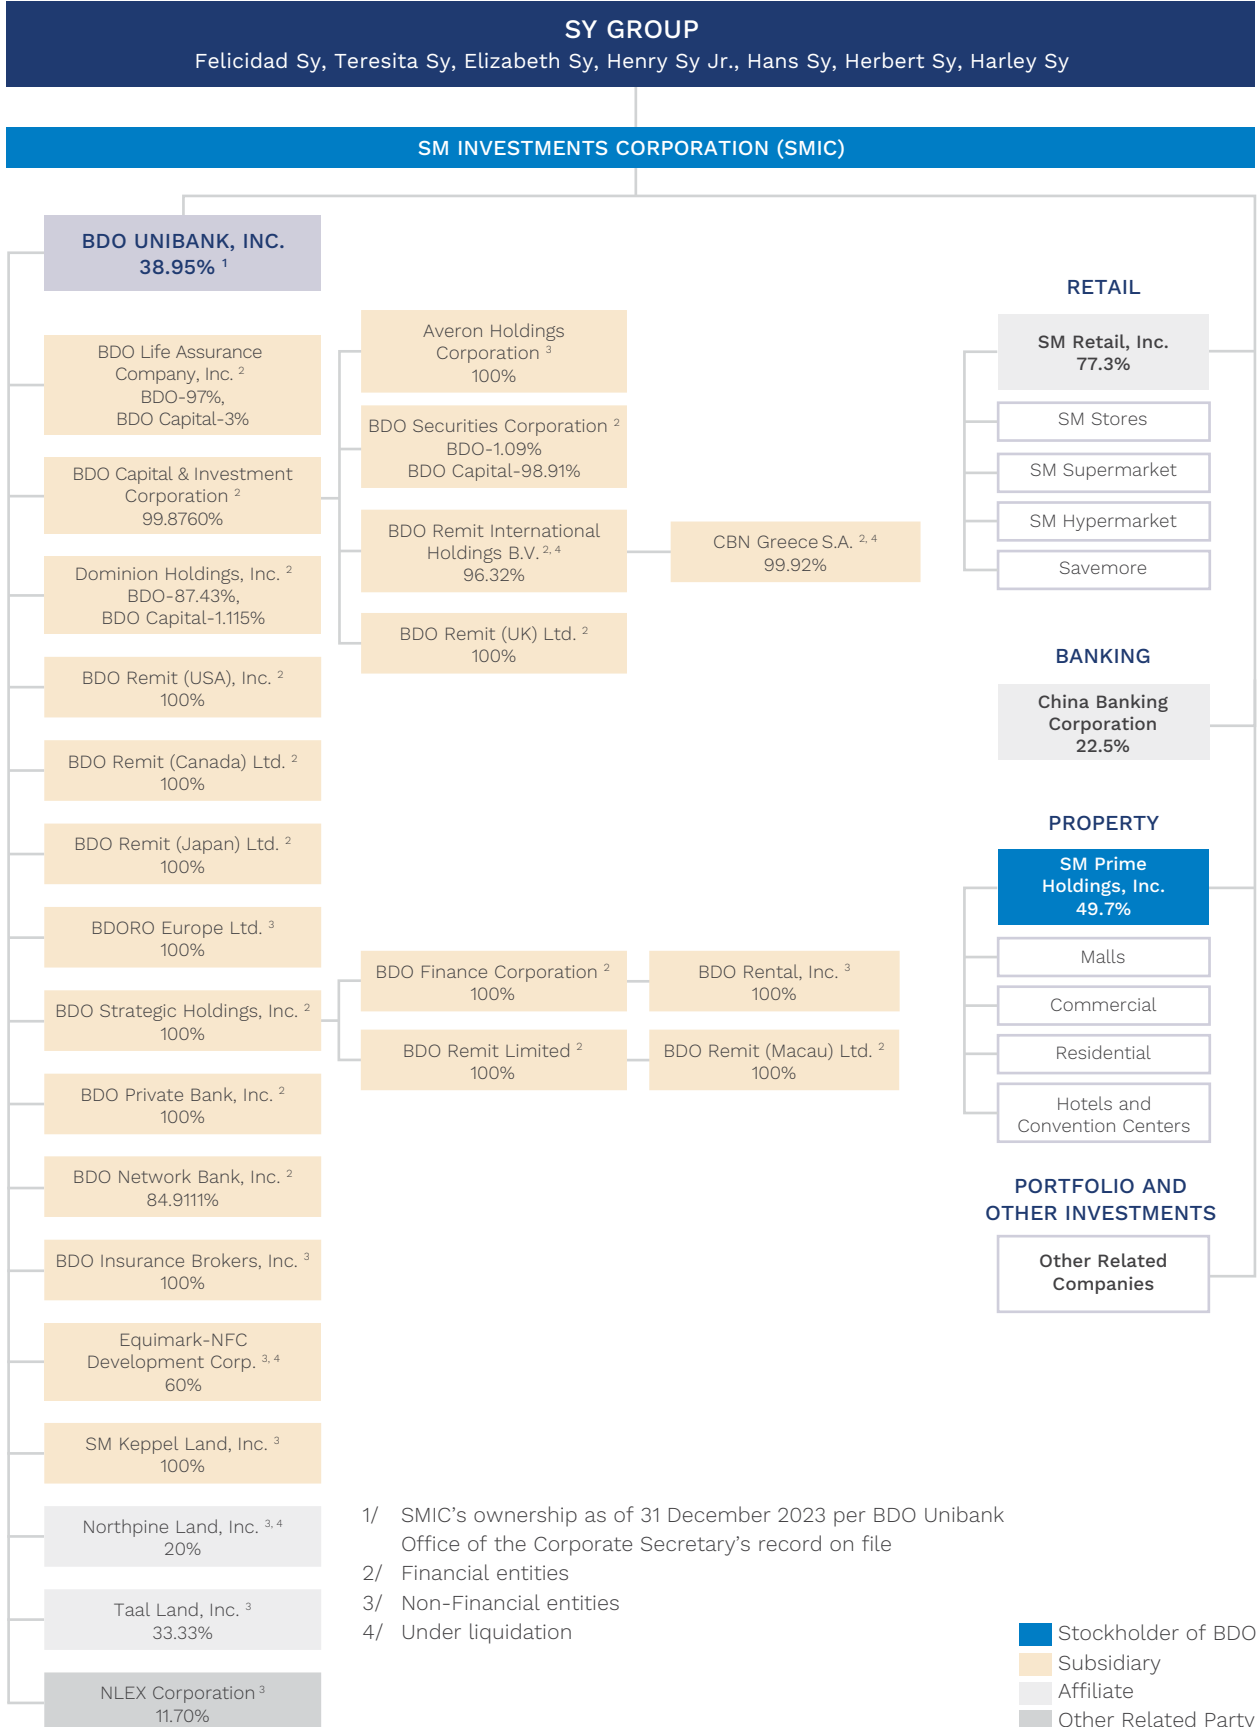 SY GROUP
Felicidad Sy, Teresita Sy, Elizabeth Sy, Henry Sy Jr., Hans Sy, Herbert Sy, Harley Sy
SM INVESTMENTS CORPORATION (SMIC)
BDO UNIBANK, INC.
38.95% 1
BDO Life Assurance
Company, Inc. 2
BDO-97%,
BDO Capital-3%
BDO Capital & Investment
Corporation 2
99.8760%
Dominion Holdings, Inc. 2
BDO-87.43%,
BDO Capital-1.115%
BDO Remit (USA), Inc. 2
100%
BDO Remit (Canada) Ltd. 2
100%
BDO Remit (Japan) Ltd. 2
100%
BDORO Europe Ltd. 3
100%
BDO Strategic Holdings, Inc. 2
100%
BDO Private Bank, Inc. 2
100%
BDO Network Bank, Inc. 2
84.9111%
BDO Insurance Brokers, Inc. 3
100%
Equimark-NFC
Development Corp. 3, 4
60%
SM Keppel Land, Inc. 3
100%
Northpine Land, Inc. 3, 4
20%
Taal Land, Inc. 3
33.33%
NLEX Corporation 3
11.70%
Averon Holdings
Corporation 3
100%
BDO Securities Corporation 2
BDO-1.09%
BDO Capital-98.91%
BDO Remit International
Holdings B.V. 2, 4
96.32%
BDO Remit (UK) Ltd. 2
100%
CBN Greece S.A. 2, 4
99.92%
BDO Finance Corporation 2
100%
BDO Rental, Inc. 3
100%
BDO Remit Limited 2
100%
BDO Remit (Macau) Ltd. 2
100%
RETAIL
SM Retail, Inc.
77.3%
SM Stores
SM Supermarket
SM Hypermarket
Savemore
BANKING
China Banking
Corporation
22.5%
PROPERTY
SM Prime
Holdings, Inc.
49.7%
Malls
Commercial
Residential
Hotels and
Convention Centers
PORTFOLIO AND
OTHER INVESTMENTS
Other Related
Companies
1/ SMIC's ownership as of 31 December 2023 per BDO Unibank
Office of the Corporate Secretary's record on file
2/ Financial entities
3/ Non-Financial entities
4/ Under liquidation
Stockholder of BDO
Subsidiary
Affiliate
Other Related Party